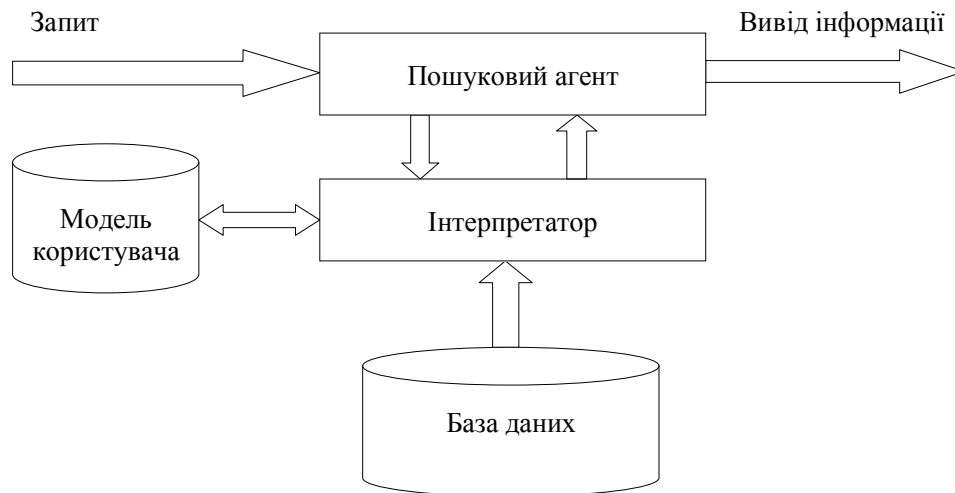 Запит
Вивід інформації
Пошуковий агент
Модель
користувача
Інтерпретатор
База даних